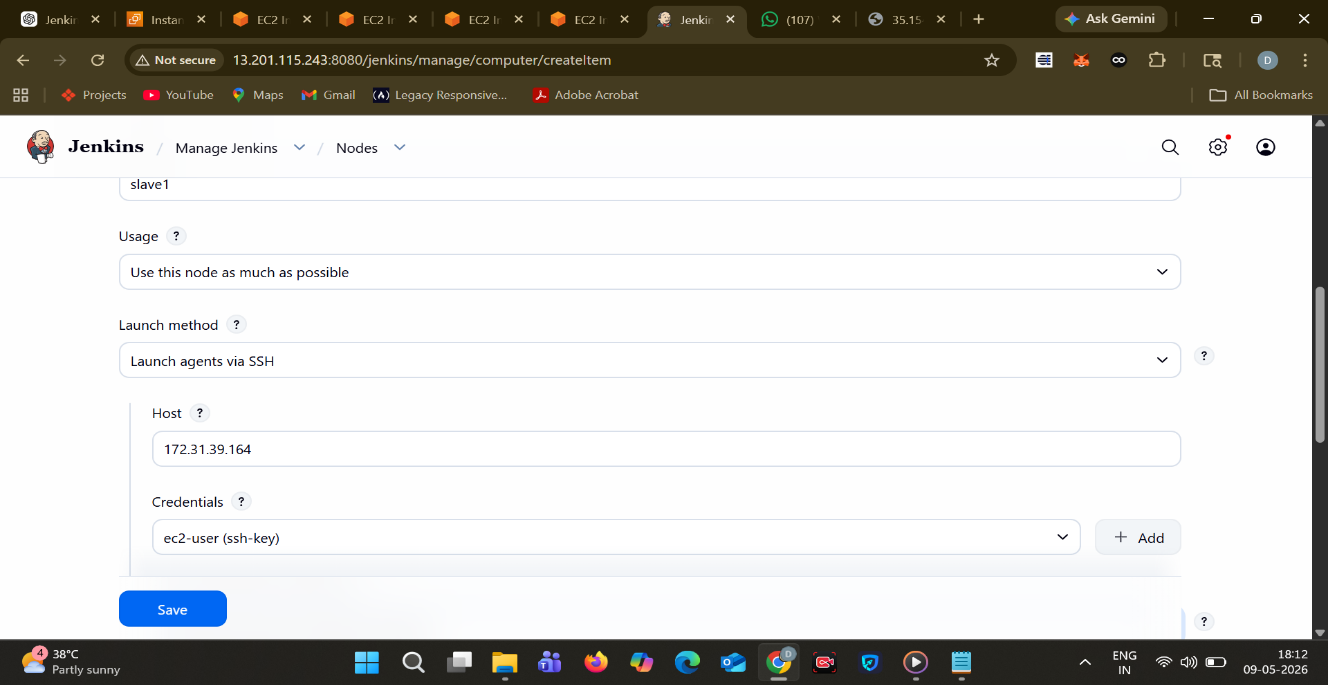 Jenkir
Instan
EC2 Ir
EC2 Ir
EC2 Ir
EC2 Ir
Jenkir
(107)
35.15
Ask Gemini
Not secure
13.201.115.243:8080/jenkins/manage/computer/createItem
D
Projects
YouTube
Maps
Gmail
Legacy Responsive...
Adobe Acrobat
All Bookmarks
Jenkins / Manage Jenkins / Nodes
slave1
Usage ?
Use this node as much as possible
Launch method ?
Launch agents via SSH
?
Host ?
172.31.39.164
Credentials ?
ec2-user (ssh-key)
+ Add
Save
?
4
38°C
Partly sunny
D
ENG
IN
18:12
09-05-2026